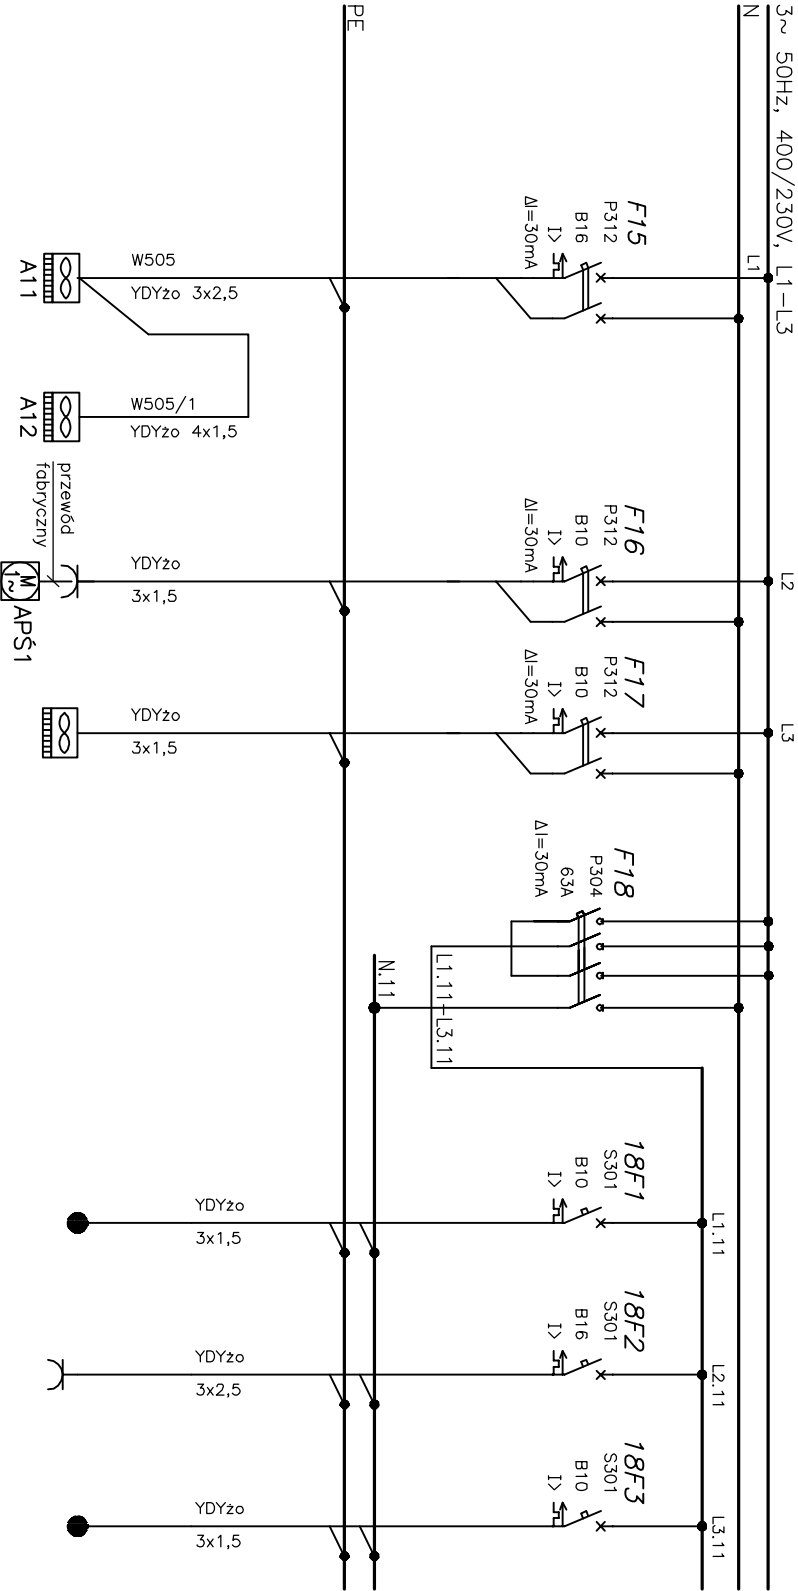 3~ 50Hz, 400/230V, L1-L3
N
PE
L1
F15
P312
B16
I>
ΔI=30mA
W505
YDYżo 3x2,5
A11
W505/1
YDYżo 4x1,5
A12
L2
F16
P312
B10
I>
ΔI=30mA
YDYżo
3x1,5
przewód
fabryczny
M
1~
APŚ1
L3
F17
P312
B10
I>
ΔI=30mA
YDYżo
3x1,5
F18
P304
63A
ΔI=30mA
L1.11-L3.11
N.11
L1.11
18F1
S301
B10
I>
YDYżo
3x1,5
L2.11
18F2
S301
B16
I>
YDYżo
3x2,5
L3.11
18F3
S301
B10
I>
YDYżo
3x1,5